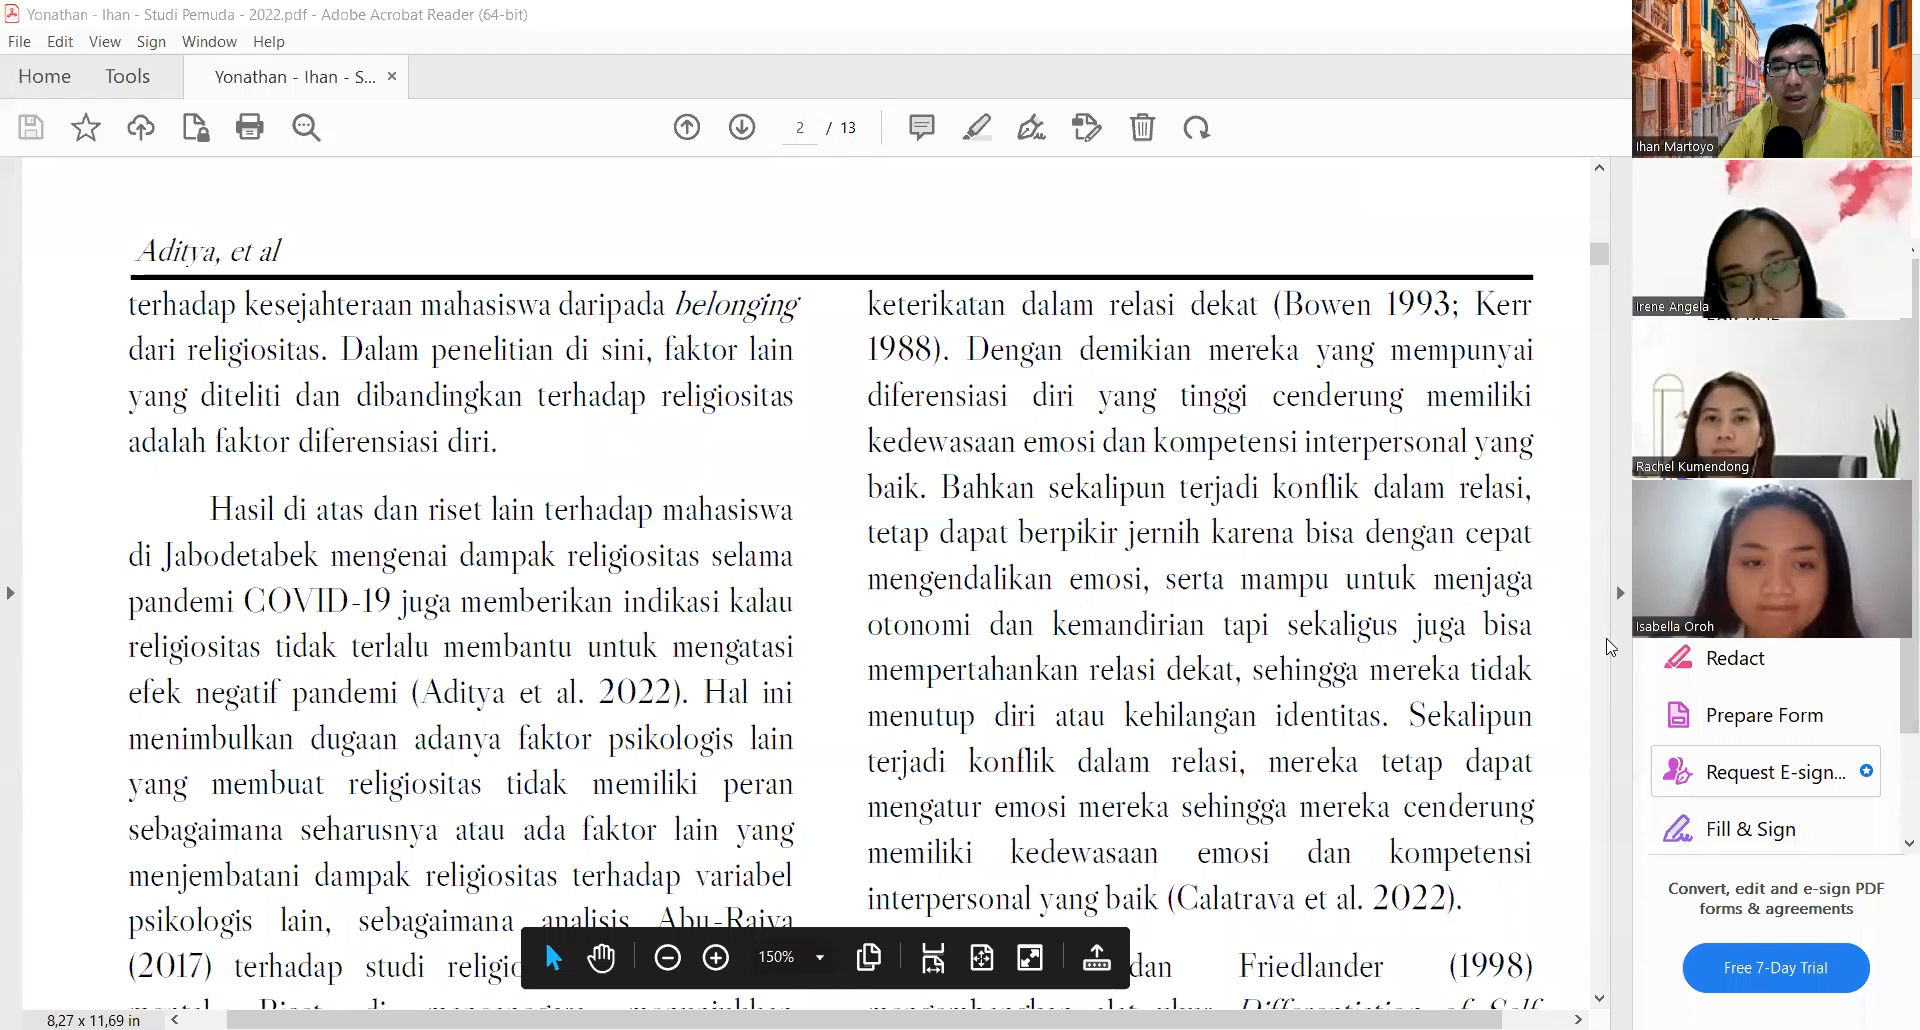 Yonathan - Ihan - Studi Pemuda - 2022.pdf - Adobe Acrobat Reader (64-bit)
File Edit View Sign Window Help
Home Tools Yonathan - Ihan - S... ×
2 / 13
Aditya, et al
terhadap kesejahteraan mahasiswa daripada belonging
dari religiositas. Dalam penelitian di sini, faktor lain
yang diteliti dan dibandingkan terhadap religiositas
adalah faktor diferensiasi diri.
Hasil di atas dan riset lain terhadap mahasiswa
di Jabodetabek mengenai dampak religiositas selama
pandemi COVID-19 juga memberikan indikasi kalau
religiositas tidak terlalu membantu untuk mengatasi
efek negatif pandemi (Aditya et al. 2022). Hal ini
menimbulkan dugaan adanya faktor psikologis lain
yang membuat religiositas tidak memiliki peran
sebagaimana seharusnya atau ada faktor lain yang
menjembatani dampak religiositas terhadap variabel
psikologis lain, sebagaimana analisis Abu-Raiya
(2017) terhadap studi
keterikatan dalam relasi dekat (Bowen 1993; Kerr
1988). Dengan demikian mereka yang mempunyai
diferensiasi diri yang tinggi cenderung memiliki
kedewasaan emosi dan kompetensi interpersonal yang
baik. Bahkan sekalipun terjadi konflik dalam relasi,
tetap dapat berpikir jernih karena bisa dengan cepat
mengendalikan emosi, serta mampu untuk menjaga
otonomi dan kemandirian tapi sekaligus juga bisa
mempertahankan relasi dekat, sehingga mereka tidak
menutup diri atau kehilangan identitas. Sekalipun
terjadi konflik dalam relasi, mereka tetap dapat
mengatur emosi mereka sehingga mereka cenderung
memiliki kedewasaan emosi dan kompetensi
interpersonal yang baik (Calatrava et al. 2022).
dan Friedlander (1998)
150%
8,27 x 11,69 in
Ihan Martoyo
Irene Angela
Rachel Kumendong
Isabella Oroh
Redact
Prepare Form
Request E-sign...
Fill & Sign
Convert, edit and e-sign PDF
forms & agreements
Free 7-Day Trial